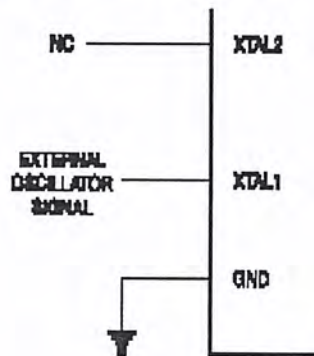 NC
XTAL2
EXTERNAL
OSCILLATOR
SIGNAL
XTAL1
GND